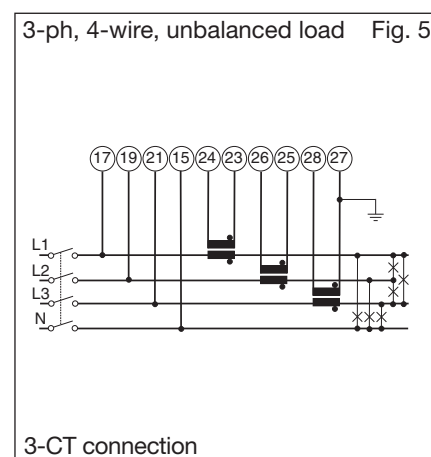 3-ph, 4-wire, unbalanced load Fig. 5
17 19 21 15 24 23 26 25 28 27
L1
L2
L3
N
3-CT connection